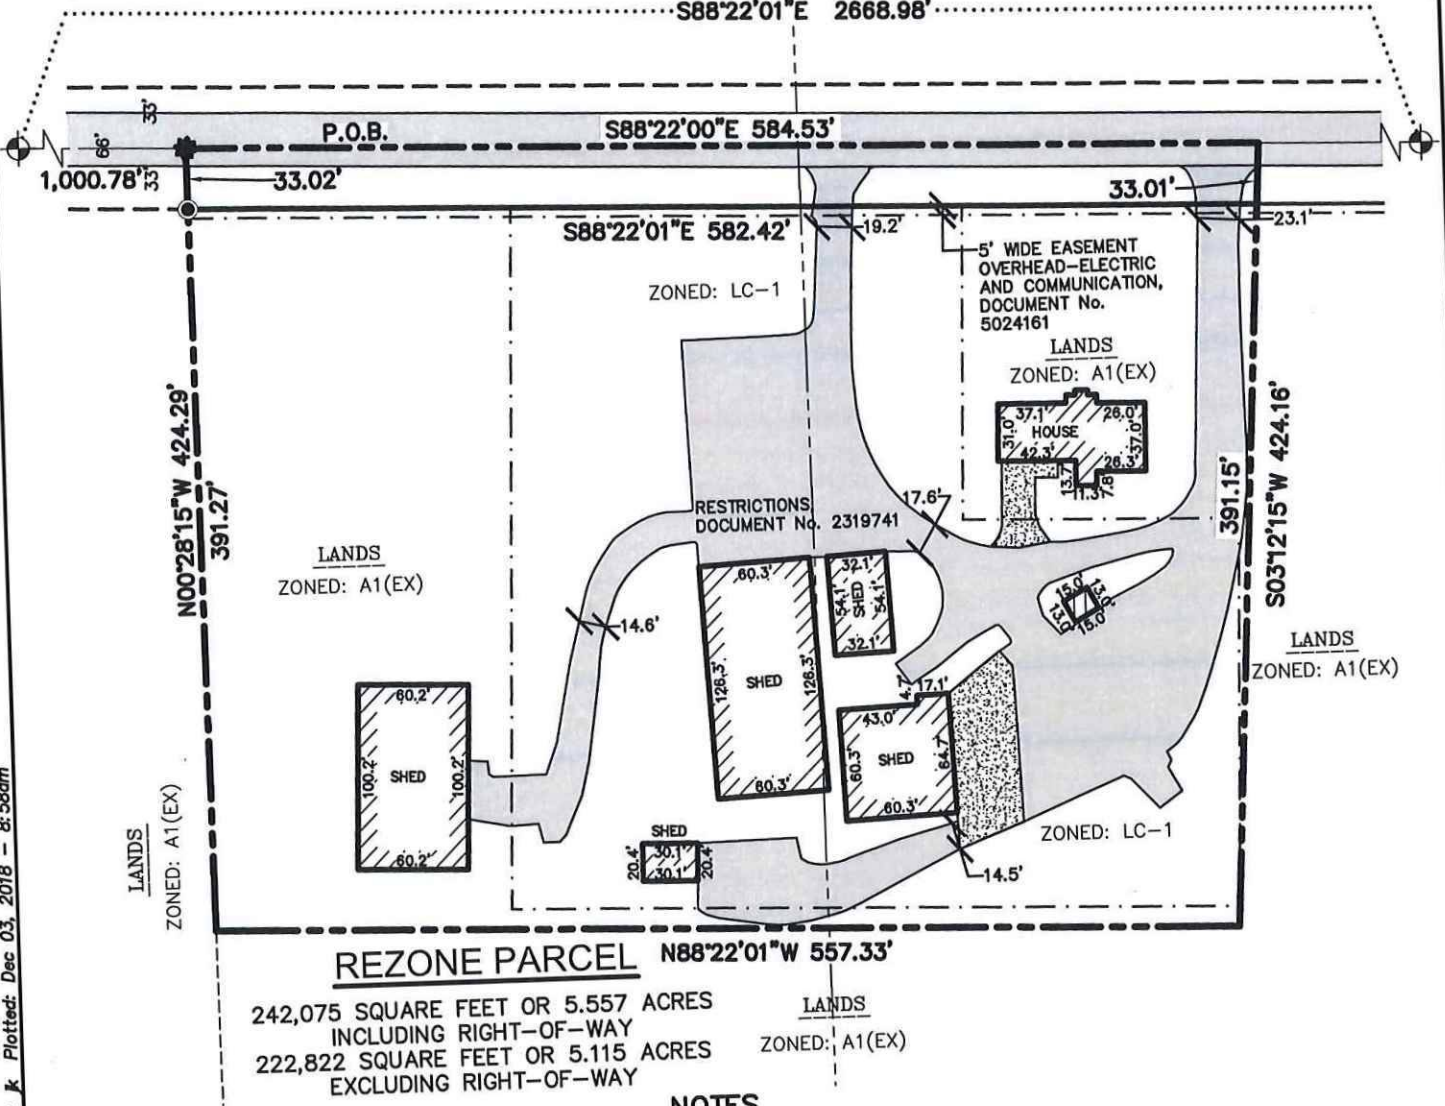 S88°22'01"E 2668.98'
33'
66'
33'
P.O.B.
S88°22'00"E 584.53'
1,000.78'
33.02'
33.01'
S88°22'01"E 582.42'
19.2'
23.1'
5' WIDE EASEMENT
OVERHEAD-ELECTRIC
AND COMMUNICATION,
DOCUMENT No.
5024161
ZONED: LC-1
LANDS
ZONED: A1(EX)
37.1'
26.0'
31.0'
HOUSE
37.0'
42.3'
26.3'
13.7'
11.3'
7.8'
N00°28'15"W 424.29'
391.27'
391.15'
S03°12'15"W 424.16'
RESTRICTIONS
DOCUMENT No. 2319741
17.6'
LANDS
ZONED: A1(EX)
14.6'
60.3'
126.3'
SHED
126.3'
60.3'
32.1'
54.1'
SHED
54.1'
32.1'
15.0'
13.0'
13.0'
15.0'
LANDS
ZONED: A1(EX)
60.2'
100.2'
SHED
100.2'
60.2'
4.7'
17.1'
43.0'
60.3'
SHED
64.7'
60.3'
SHED
20.4'
30.1'
30.1'
20.4'
14.5'
ZONED: LC-1
LANDS
ZONED: A1(EX)
REZONE PARCEL
N88°22'01"W 557.33'
242,075 SQUARE FEET OR 5.557 ACRES
INCLUDING RIGHT-OF-WAY
222,822 SQUARE FEET OR 5.115 ACRES
EXCLUDING RIGHT-OF-WAY
LANDS
ZONED: A1(EX)
NOTES
Plotted: Dec 03, 2018 - 8:58am